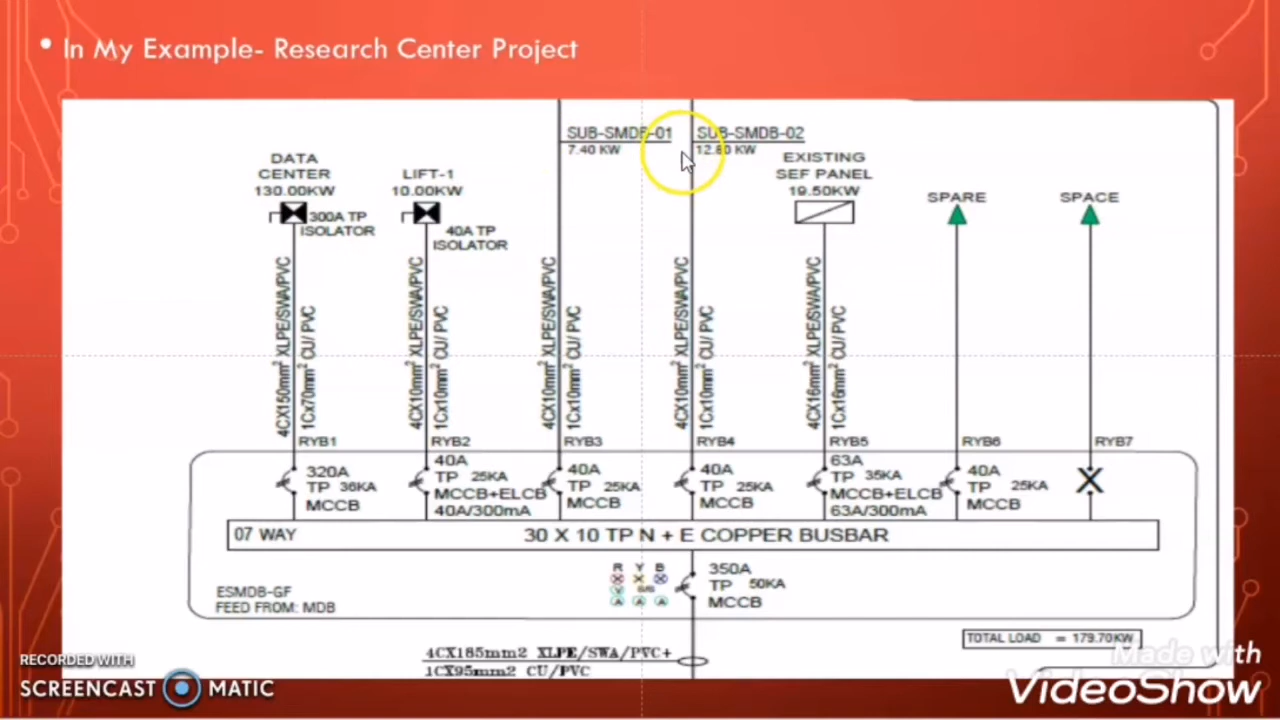 • In My Example- Research Center Project
SUB-SMDB-01
7.40 KW
SUB-SMDB-02
12.80 KW
DATA
CENTER
130.00KW
300A TP
ISOLATOR
LIFT-1
10.00KW
40A TP
ISOLATOR
EXISTING
SEF PANEL
19.50KW
SPARE
SPACE
4CX150mm² XLPE/SWA/PVC
1Cx70mm² CU/ PVC
4CX10mm² XLPE/SWA/PVC
1Cx10mm² CU/ PVC
4CX10mm² XLPE/SWA/PVC
1Cx10mm² CU/ PVC
4CX10mm² XLPE/SWA/PVC
1Cx10mm² CU/ PVC
4CX16mm² XLPE/SWA/PVC
1Cx16mm² CU/ PVC
RYB1
RYB2
RYB3
RYB4
RYB5
RYB6
RYB7
320A
TP 36KA
MCCB
40A
TP 25KA
MCCB+ELCB
40A/300mA
40A
TP 25KA
MCCB
40A
TP 25KA
MCCB
63A
TP 35KA
MCCB+ELCB
63A/300mA
40A
TP 25KA
MCCB
X
07 WAY
30 X 10 TP N + E COPPER BUSBAR
R Y B
V
A A A
350A
TP 50KA
MCCB
ESMDB-GF
FEED FROM: MDB
4CX185mm2 XLPE/SWA/PVC+
1CX95mm2 CU/PVC
TOTAL LOAD = 179.70KW
RECORDED WITH
SCREENCAST MATIC
Made with
VideoShow